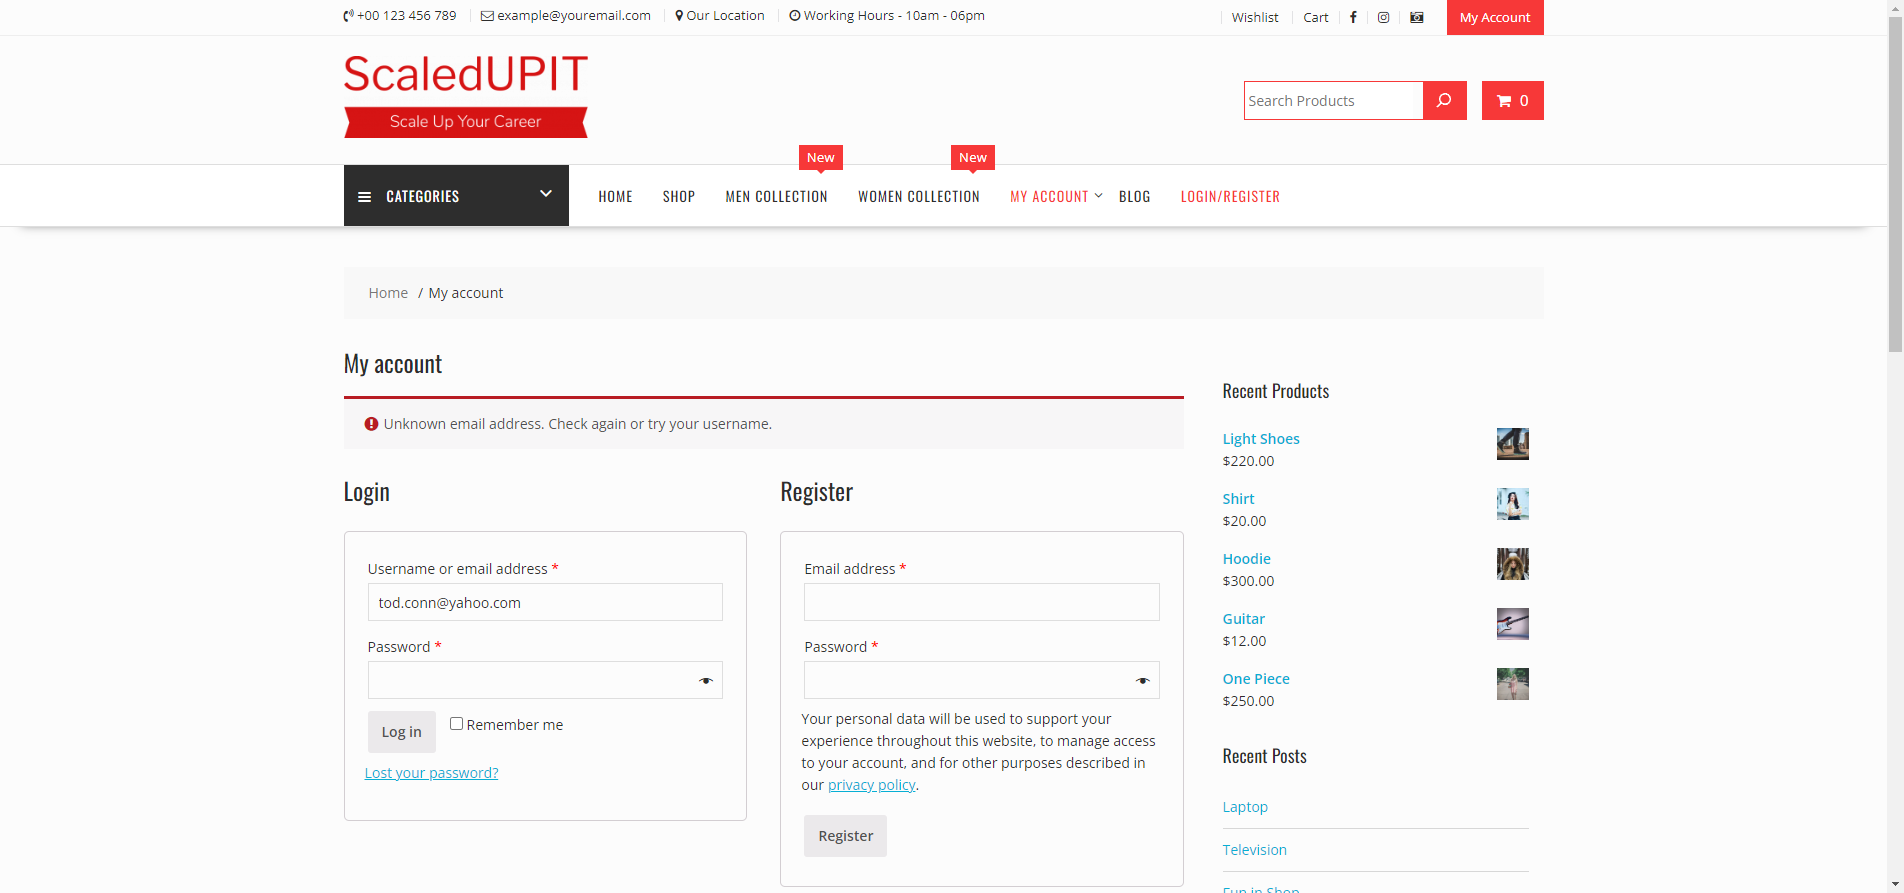 +00 123 456 789 example@youremail.com Our Location Working Hours - 10am - 06pm Wishlist Cart My Account
ScaledUPIT
Scale Up Your Career
Search Products 0
New New
CATEGORIES HOME SHOP MEN COLLECTION WOMEN COLLECTION MY ACCOUNT BLOG LOGIN/REGISTER
Home / My account
My account
Unknown email address. Check again or try your username.
Login
Username or email address *
tod.conn@yahoo.com
Password *
Log in Remember me
Lost your password?
Register
Email address *
Password *
Your personal data will be used to support your
experience throughout this website, to manage access
to your account, and for other purposes described in
our privacy policy.
Register
Recent Products
Light Shoes
$220.00
Shirt
$20.00
Hoodie
$300.00
Guitar
$12.00
One Piece
$250.00
Recent Posts
Laptop
Television
Fun in Shop